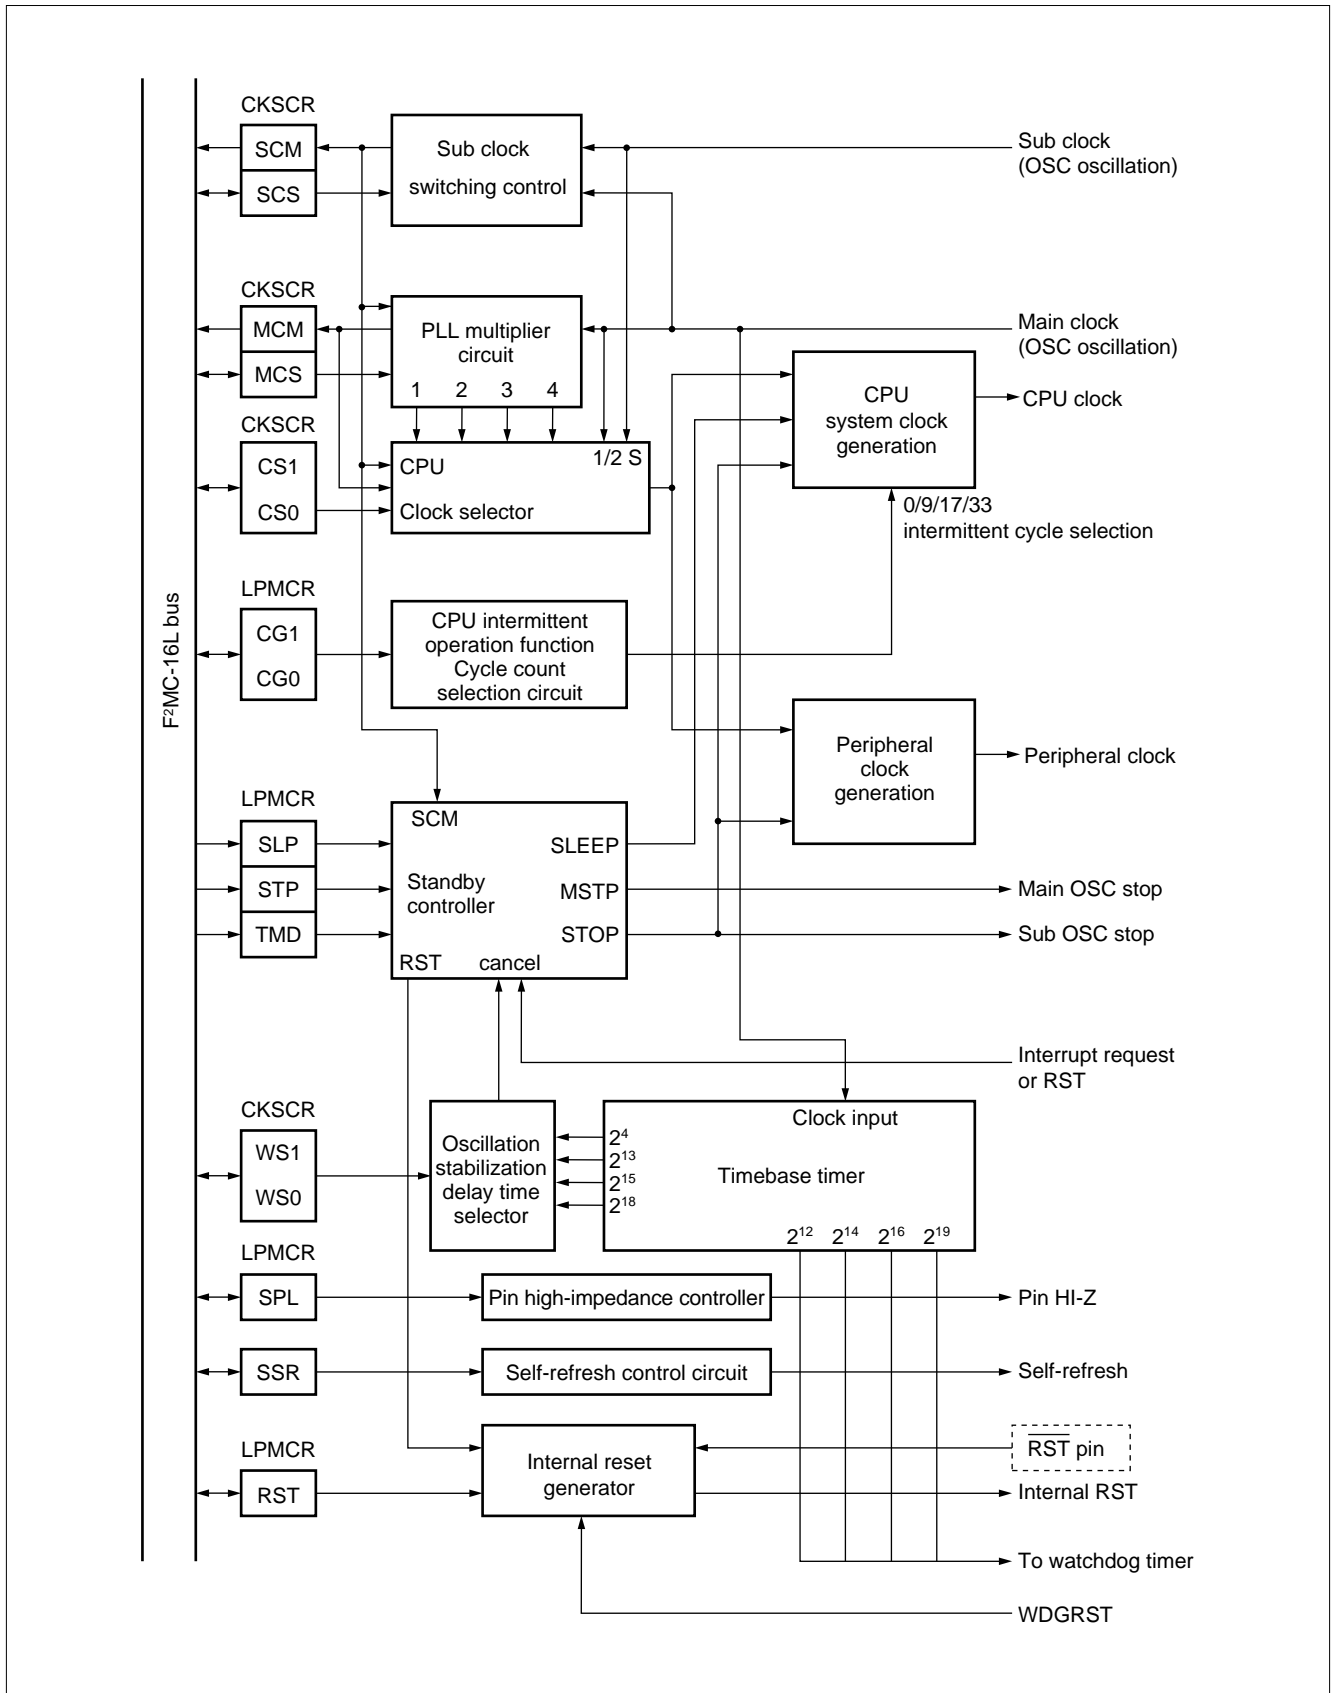 CKSCR
SCM
SCS
Sub clock
switching control
Sub clock
(OSC oscillation)
CKSCR
MCM
MCS
PLL multiplier
circuit
1 2 3 4
Main clock
(OSC oscillation)
CPU
system clock
generation
CPU clock
CKSCR
CS1
CS0
CPU
1/2 S
Clock selector
0/9/17/33
intermittent cycle selection
F²MC-16L bus
LPMCR
CG1
CG0
CPU intermittent
operation function
Cycle count
selection circuit
Peripheral
clock
generation
Peripheral clock
LPMCR
SLP
STP
TMD
SCM
SLEEP
Standby
controller
MSTP
STOP
RST cancel
Main OSC stop
Sub OSC stop
Interrupt request
or RST
CKSCR
WS1
WS0
Oscillation
stabilization
delay time
selector
Clock input
2⁴
2¹³
2¹⁵
2¹⁸
Timebase timer
2¹² 2¹⁴ 2¹⁶ 2¹⁹
LPMCR
SPL
Pin high-impedance controller
Pin HI-Z
SSR
Self-refresh control circuit
Self-refresh
LPMCR
RST
Internal reset
generator
R̅S̅T̅ pin
Internal RST
To watchdog timer
WDGRST